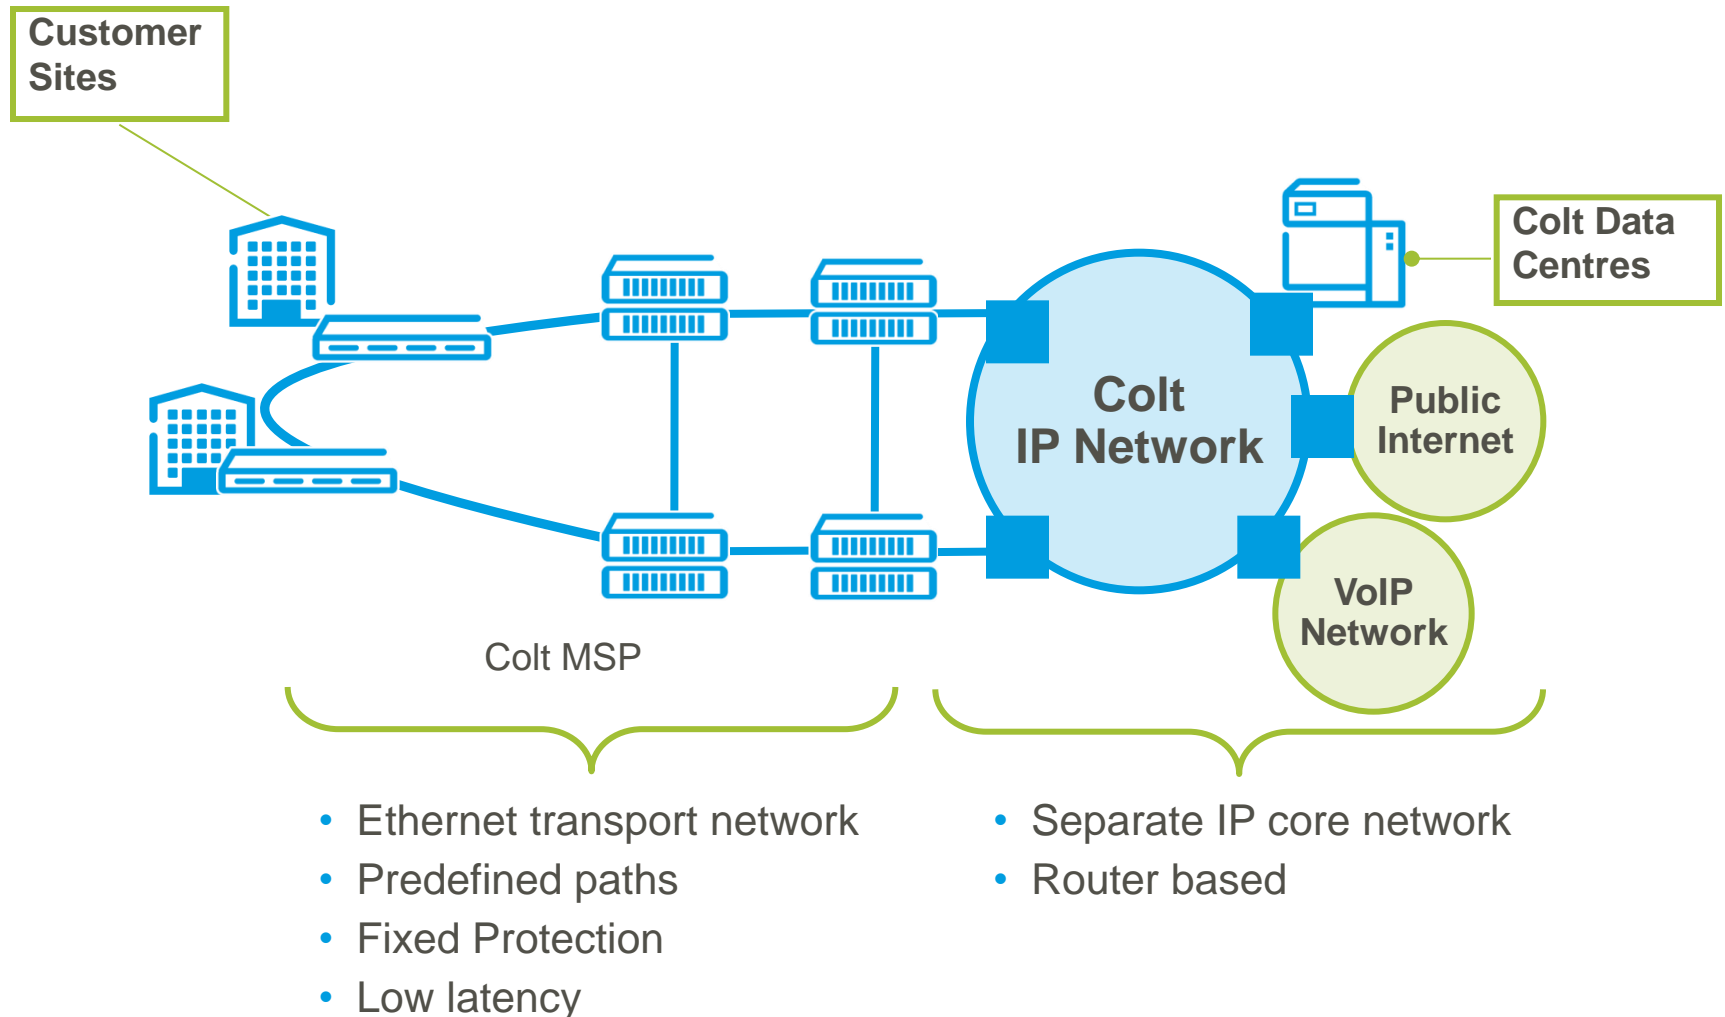 Customer
Sites
Colt Data
Centres
Colt
IP Network
Public
Internet
VoIP
Network
Colt MSP
• Ethernet transport network
• Predefined paths
• Fixed Protection
• Low latency
• Separate IP core network
• Router based